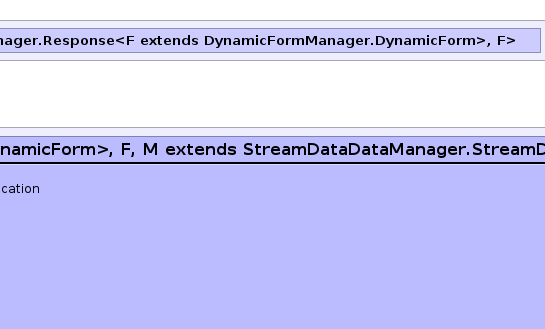 nager.Response<F extends DynamicFormManager.DynamicForm>, F>
namicForm>, F, M extends StreamDataDataManager.StreamD
cation